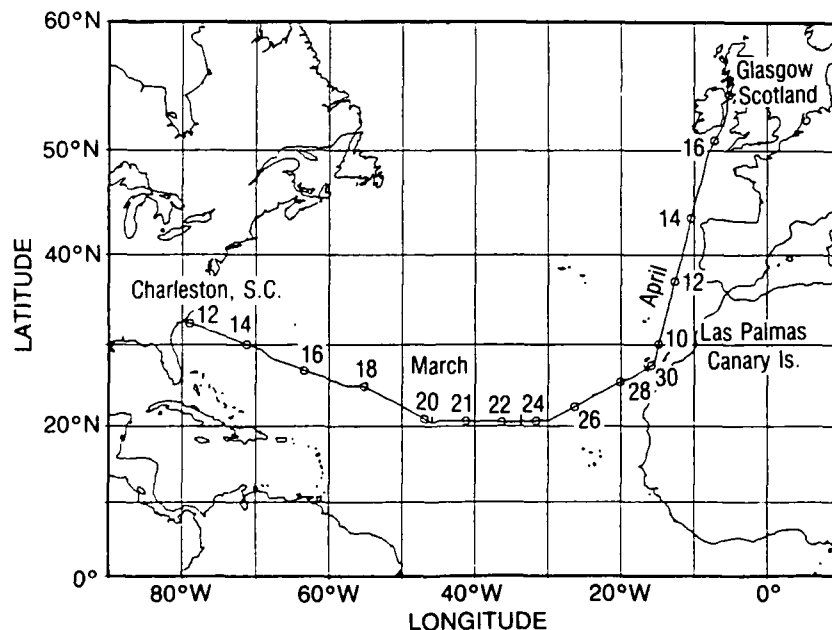 60°N
Glasgow
Scotland
50°N
16
14
40°N
12
Charleston, S.C.
April
12
14
10
Las Palmas
Canary Is.
16
18
March
30
28
20
21
22
24
26
20°N
0°
80°W
60°W
40°W
20°W
0°
LATITUDE
LONGITUDE